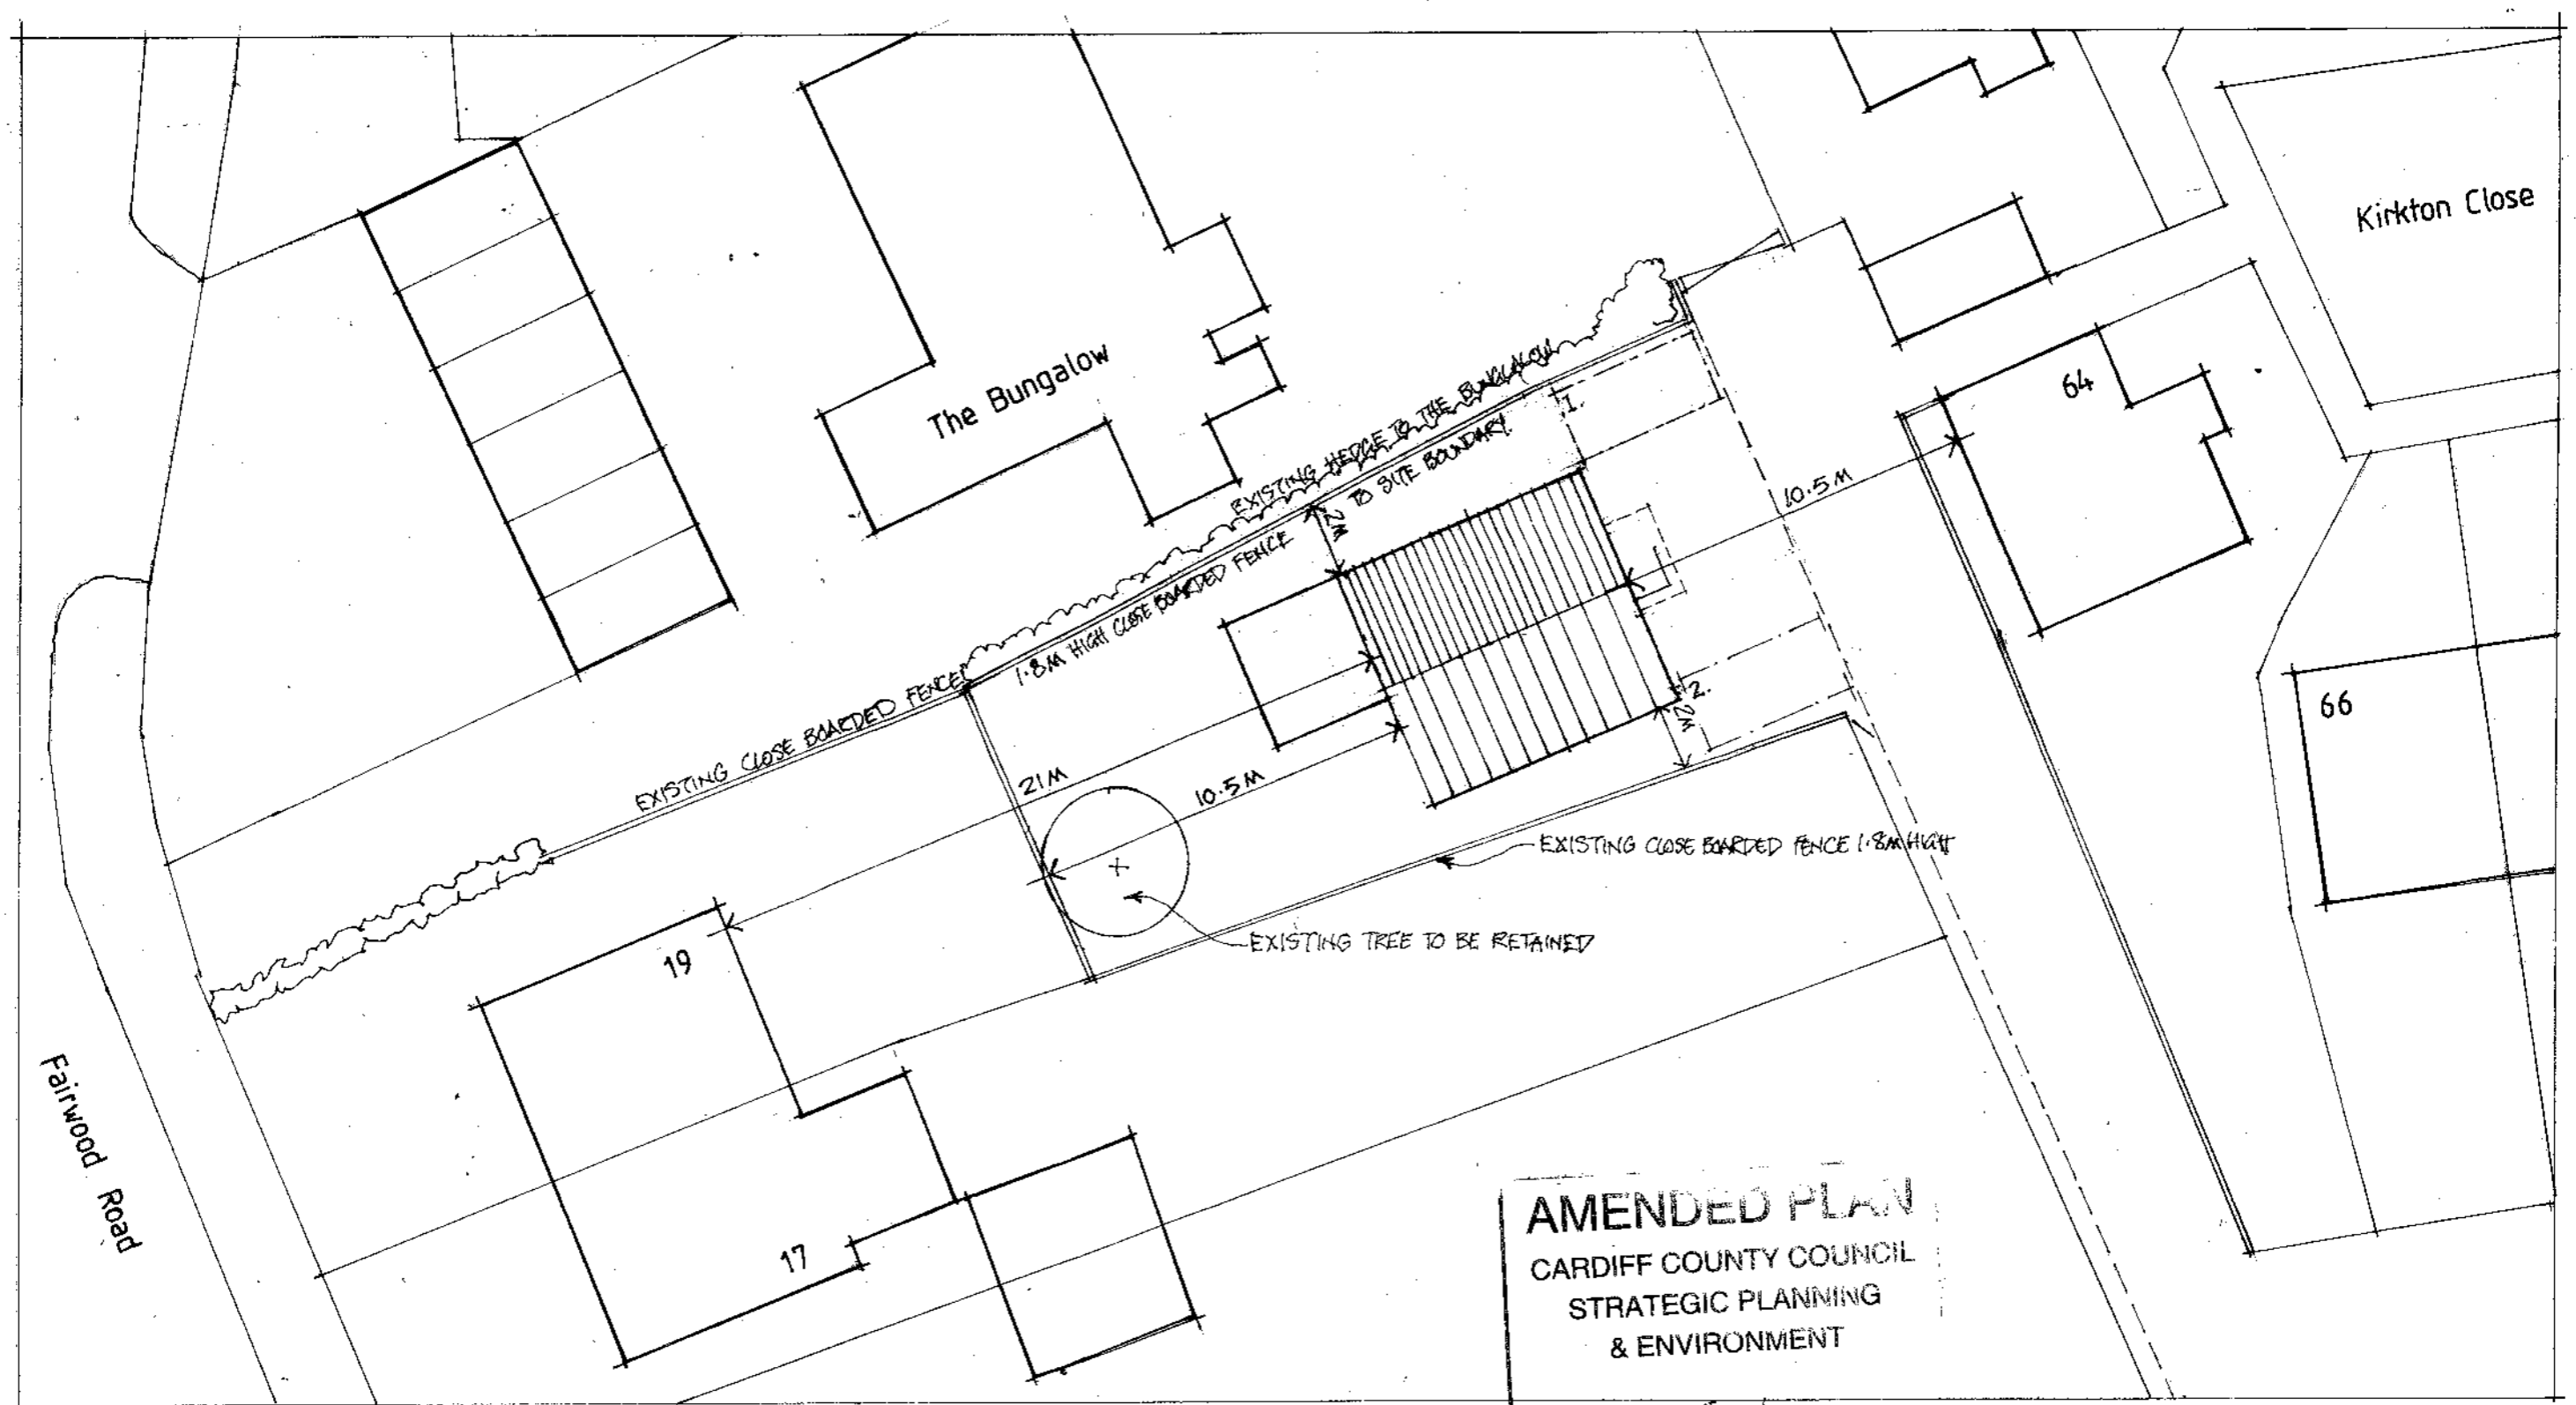 Kirkton Close
The Bungalow
64
EXISTING HEDGE TO THE BUNGALOW
TO SITE BOUNDARY.
1.
2M
10.5M
1.8M HIGH CLOSE BOARDED FENCE
EXISTING CLOSE BOARDED FENCE
2.
2M
66
21M
10.5M
EXISTING CLOSE BOARDED FENCE 1.8M HIGH
EXISTING TREE TO BE RETAINED
19
17
Fairwood Road
AMENDED PLAN
CARDIFF COUNTY COUNCIL
STRATEGIC PLANNING
& ENVIRONMENT